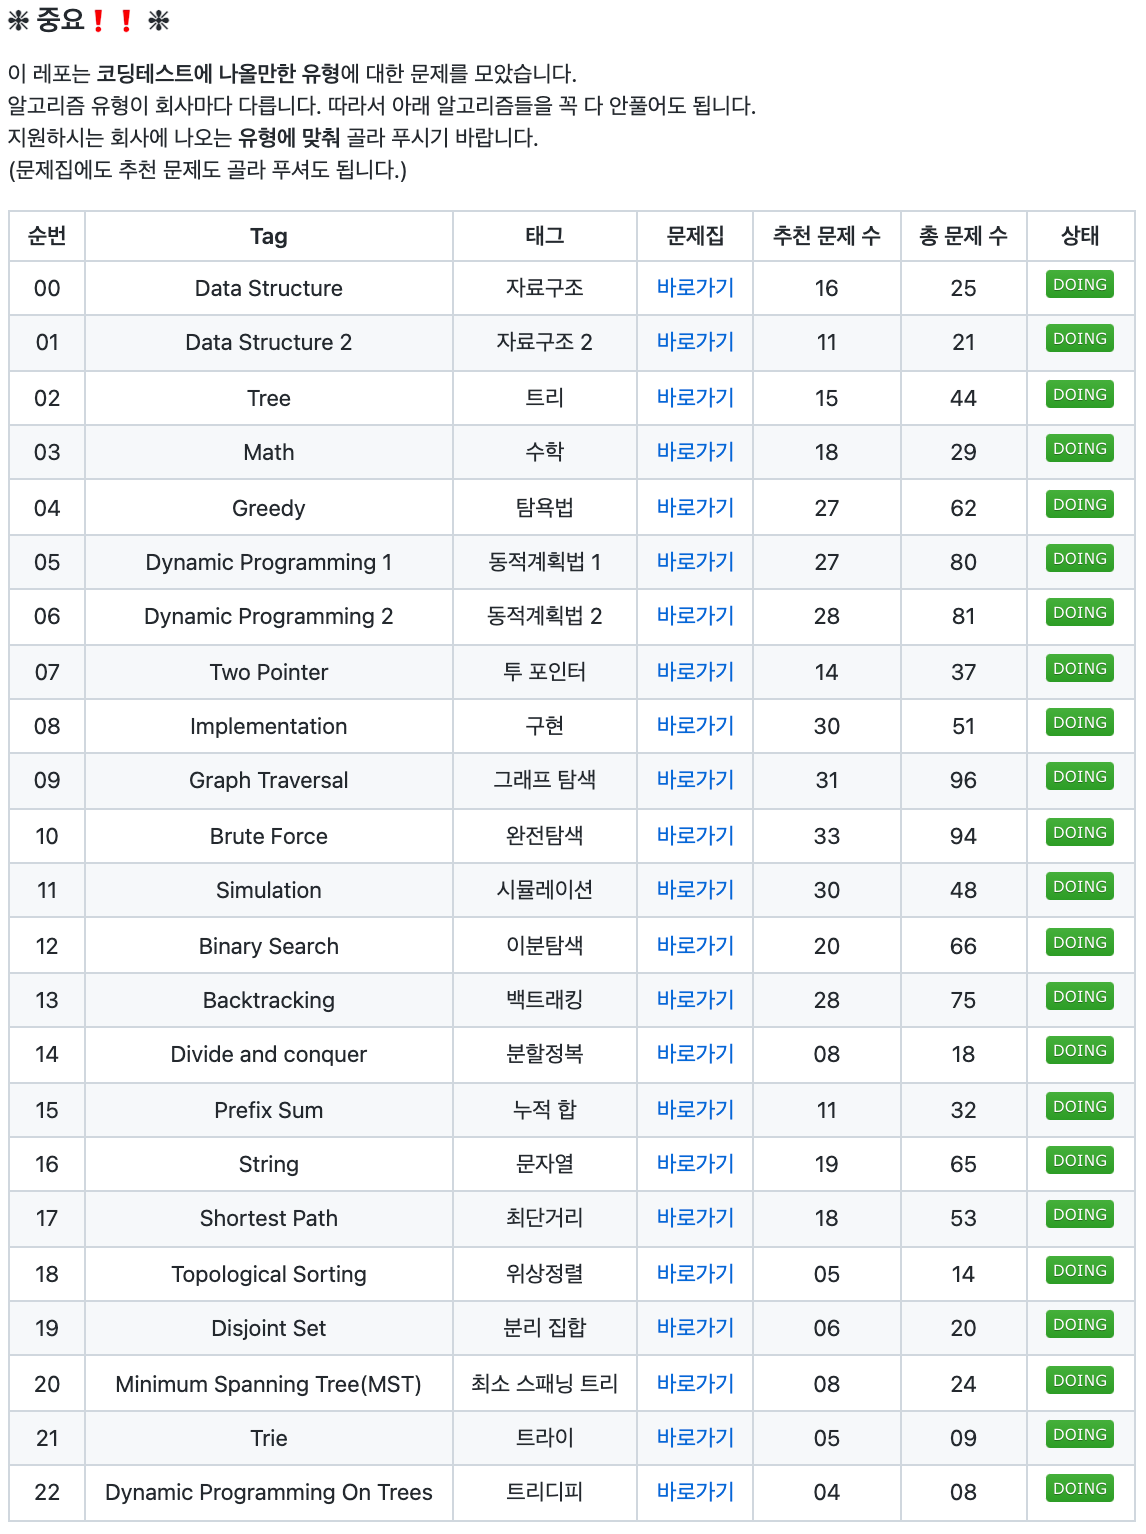 ❊ 중요❗❗ ❊
이 레포는 코딩테스트에 나올만한 유형에 대한 문제를 모았습니다.
알고리즘 유형이 회사마다 다릅니다. 따라서 아래 알고리즘들을 꼭 다 안풀어도 됩니다.
지원하시는 회사에 나오는 유형에 맞춰 골라 푸시기 바랍니다.
(문제집에도 추천 문제도 골라 푸셔도 됩니다.)
순번 Tag 태그 문제집 추천 문제 수 총 문제 수 상태
00 Data Structure 자료구조 바로가기 16 25 DOING
01 Data Structure 2 자료구조 2 바로가기 11 21 DOING
02 Tree 트리 바로가기 15 44 DOING
03 Math 수학 바로가기 18 29 DOING
04 Greedy 탐욕법 바로가기 27 62 DOING
05 Dynamic Programming 1 동적계획법 1 바로가기 27 80 DOING
06 Dynamic Programming 2 동적계획법 2 바로가기 28 81 DOING
07 Two Pointer 투 포인터 바로가기 14 37 DOING
08 Implementation 구현 바로가기 30 51 DOING
09 Graph Traversal 그래프 탐색 바로가기 31 96 DOING
10 Brute Force 완전탐색 바로가기 33 94 DOING
11 Simulation 시뮬레이션 바로가기 30 48 DOING
12 Binary Search 이분탐색 바로가기 20 66 DOING
13 Backtracking 백트래킹 바로가기 28 75 DOING
14 Divide and conquer 분할정복 바로가기 08 18 DOING
15 Prefix Sum 누적 합 바로가기 11 32 DOING
16 String 문자열 바로가기 19 65 DOING
17 Shortest Path 최단거리 바로가기 18 53 DOING
18 Topological Sorting 위상정렬 바로가기 05 14 DOING
19 Disjoint Set 분리 집합 바로가기 06 20 DOING
20 Minimum Spanning Tree(MST) 최소 스패닝 트리 바로가기 08 24 DOING
21 Trie 트라이 바로가기 05 09 DOING
22 Dynamic Programming On Trees 트리디피 바로가기 04 08 DOING